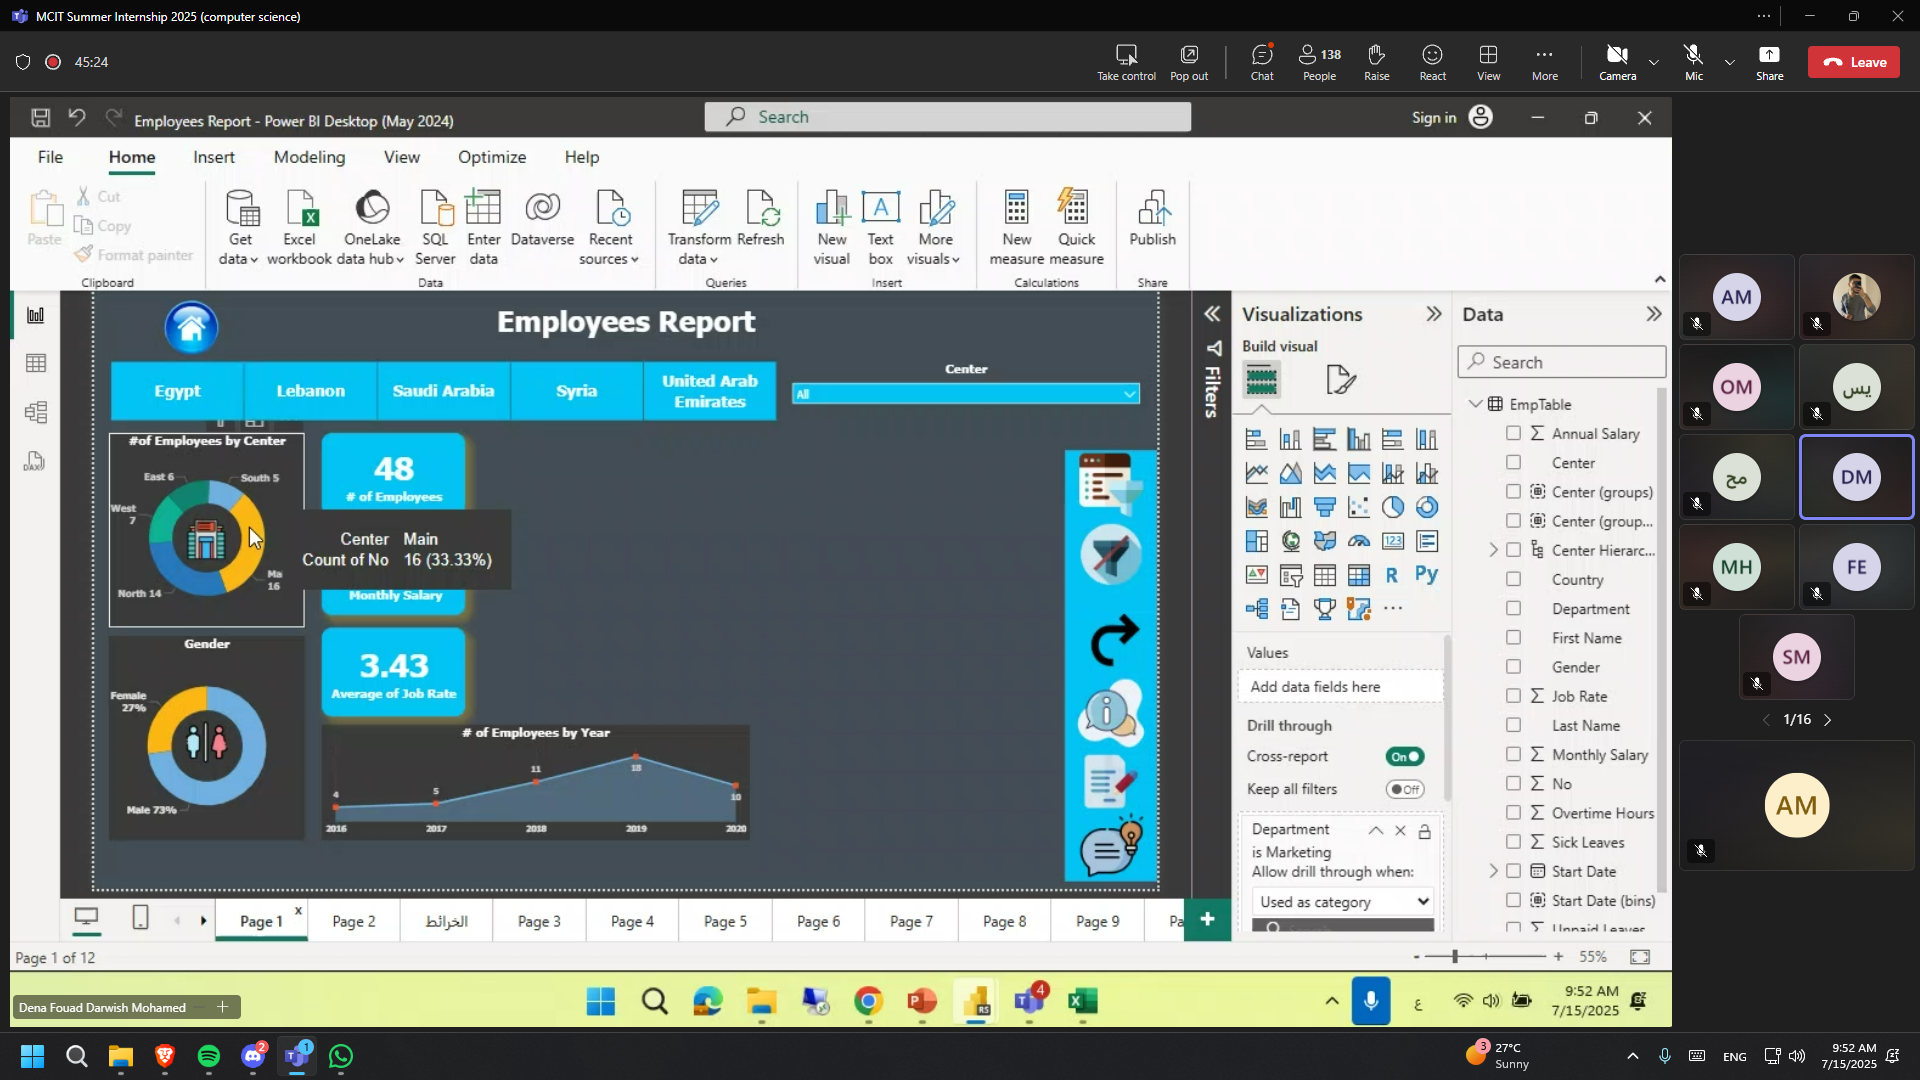 MCIT Summer Internship 2025 (computer science)
45:24
Take control
Pop out
Chat
138
People
Raise
React
View
More
Camera
Mic
Share
Leave
Employees Report - Power BI Desktop (May 2024)
Search
Sign in
File
Home
Insert
Modeling
View
Optimize
Help
Paste
Cut
Copy
Format painter
Clipboard
Get data
Excel workbook
OneLake data hub
SQL Server
Enter data
Dataverse
Recent sources
Data
Transform data
Refresh
Queries
New visual
Text box
More visuals
Insert
New measure
Quick measure
Calculations
Publish
Share
Employees Report
Egypt
Lebanon
Saudi Arabia
Syria
United Arab Emirates
Center
All
#of Employees by Center
East 6
South 5
West 7
Mai 16
North 14
Center Main
Count of No 16 (33.33%)
48
# of Employees
Monthly Salary
3.43
Average of Job Rate
Gender
Female 27%
Male 73%
# of Employees by Year
4
5
11
18
10
2016
2017
2018
2019
2020
Filters
Visualizations
Build visual
123
R
Py
Values
Add data fields here
Drill through
Cross-report
On
Keep all filters
Off
Department
is Marketing
Allow drill through when:
Used as category
Search
Data
Search
EmpTable
Annual Salary
Center
Center (groups)
Center (group...
Center Hierarc...
Country
Department
First Name
Gender
Job Rate
Last Name
Monthly Salary
No
Overtime Hours
Sick Leaves
Start Date
Start Date (bins)
Unpaid Leaves
Page 1
Page 2
الخرائط
Page 3
Page 4
Page 5
Page 6
Page 7
Page 8
Page 9
Pa
Page 1 of 12
55%
Dena Fouad Darwish Mohamed
4
ع
9:52 AM
7/15/2025
AM
OM
يس
مح
DM
MH
FE
SM
1/16
AM
2
1
3
27°C
Sunny
ENG
9:52 AM
7/15/2025